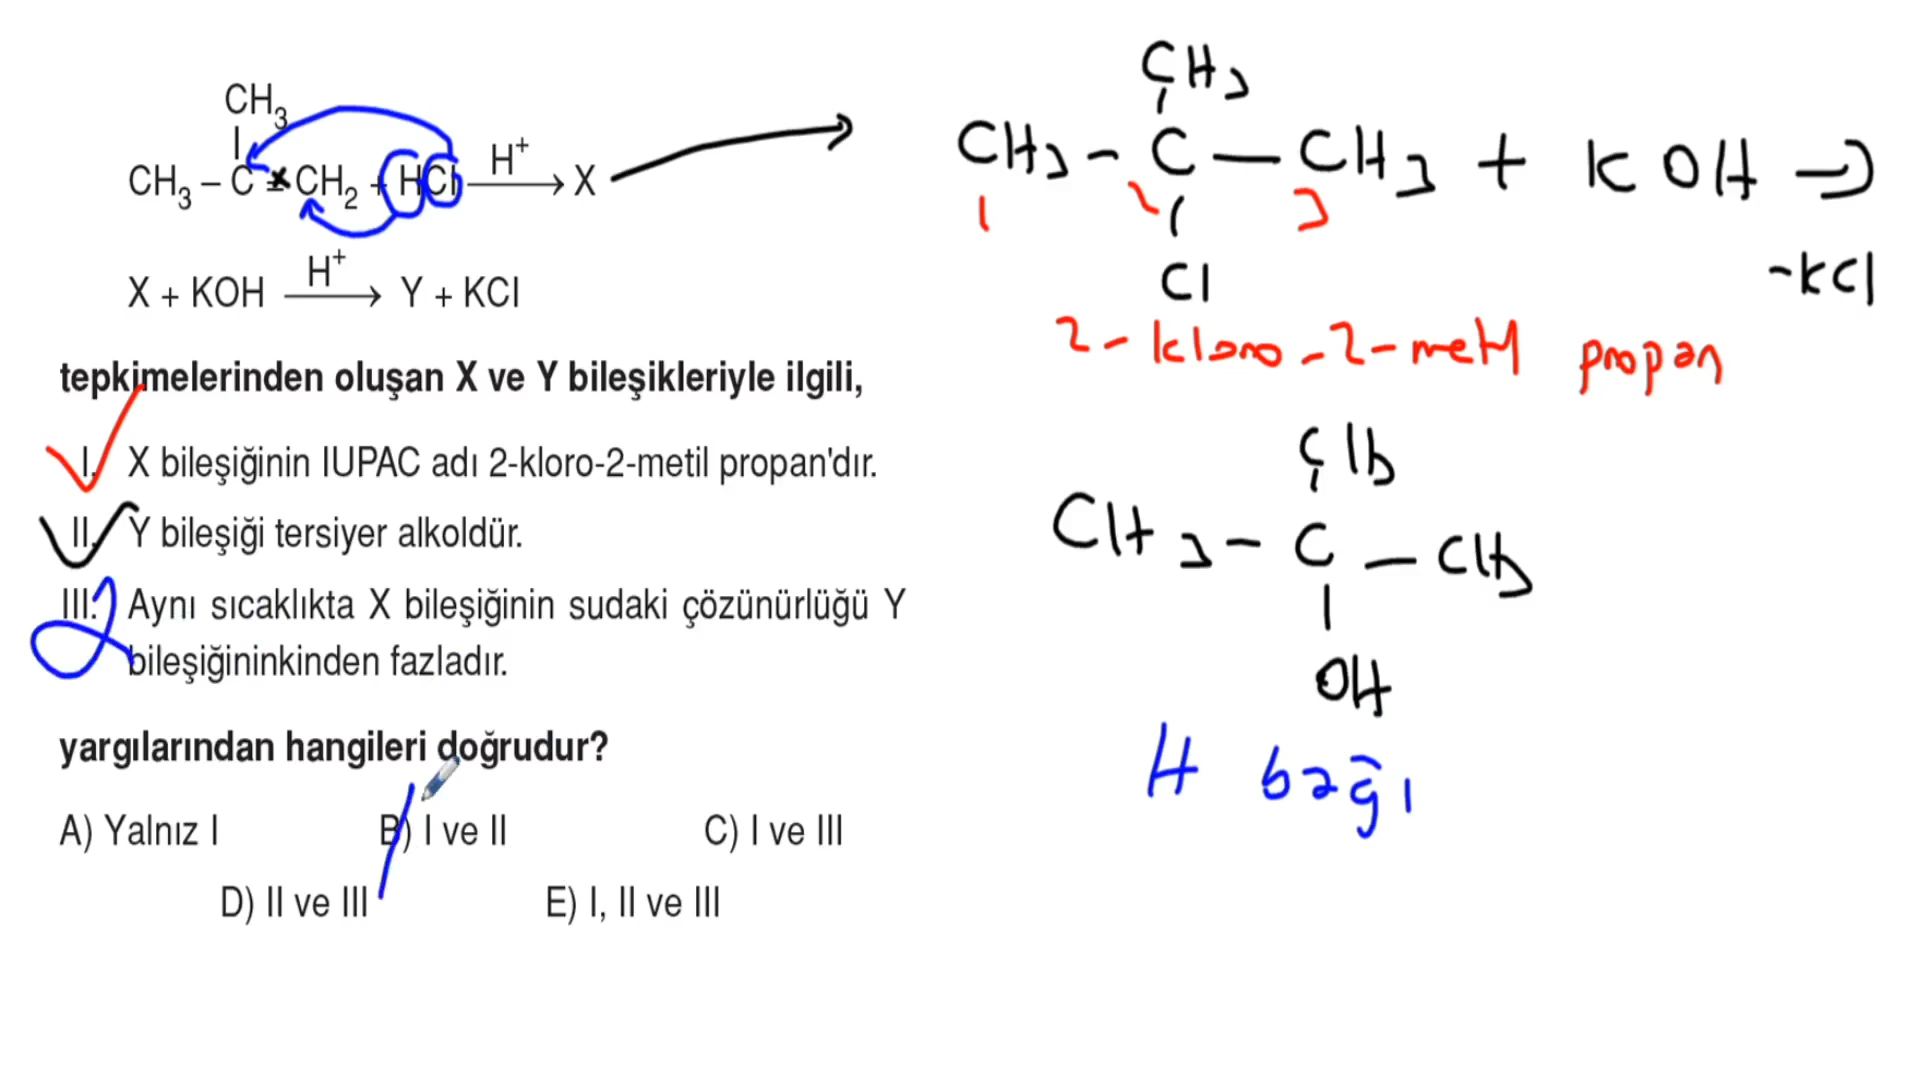 CH3
CH3 – C = CH2 + HCl H+ X
X + KOH H+ Y + KCl
tepkimelerinden oluşan X ve Y bileşikleriyle ilgili,
I. X bileşiğinin IUPAC adı 2-kloro-2-metil propan'dır.
II. Y bileşiği tersiyer alkoldür.
III. Aynı sıcaklıkta X bileşiğinin sudaki çözünürlüğü Y
bileşiğininkinden fazladır.
yargılarından hangileri doğrudur?
A) Yalnız I B) I ve II C) I ve III
D) II ve III E) I, II ve III
CH3
CH3 – C — CH3 + KOH →
1 2 3
Cl
-KCl
2-kloro-2-metil propan
CH3
CH3 – C – CH3
OH
H bağı